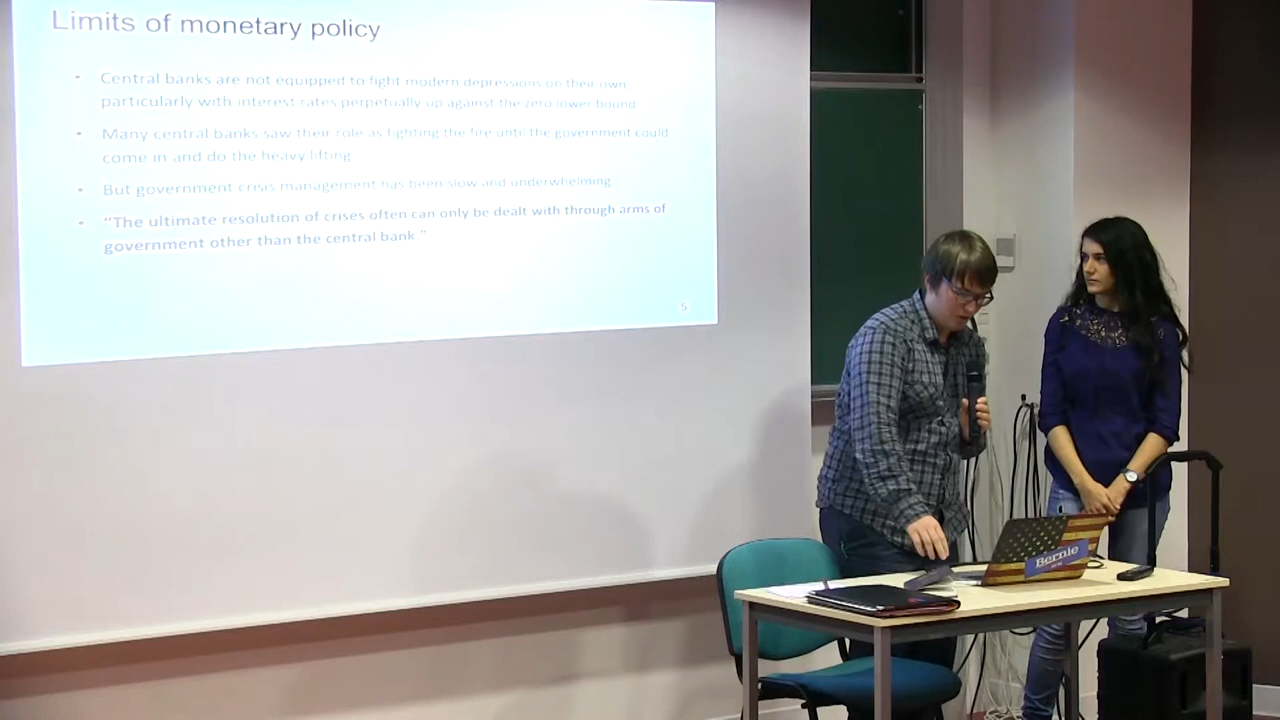 Limits of monetary policy
Central banks are not equipped to fight modern depressions on their own,
particularly with interest rates perpetually up against the zero lower bound
Many central banks saw their role as fighting the fire until the government could
come in and do the heavy lifting
But government crisis management has been slow and underwhelming
“The ultimate resolution of crises often can only be dealt with through arms of
government other than the central bank.”
5
Bernie